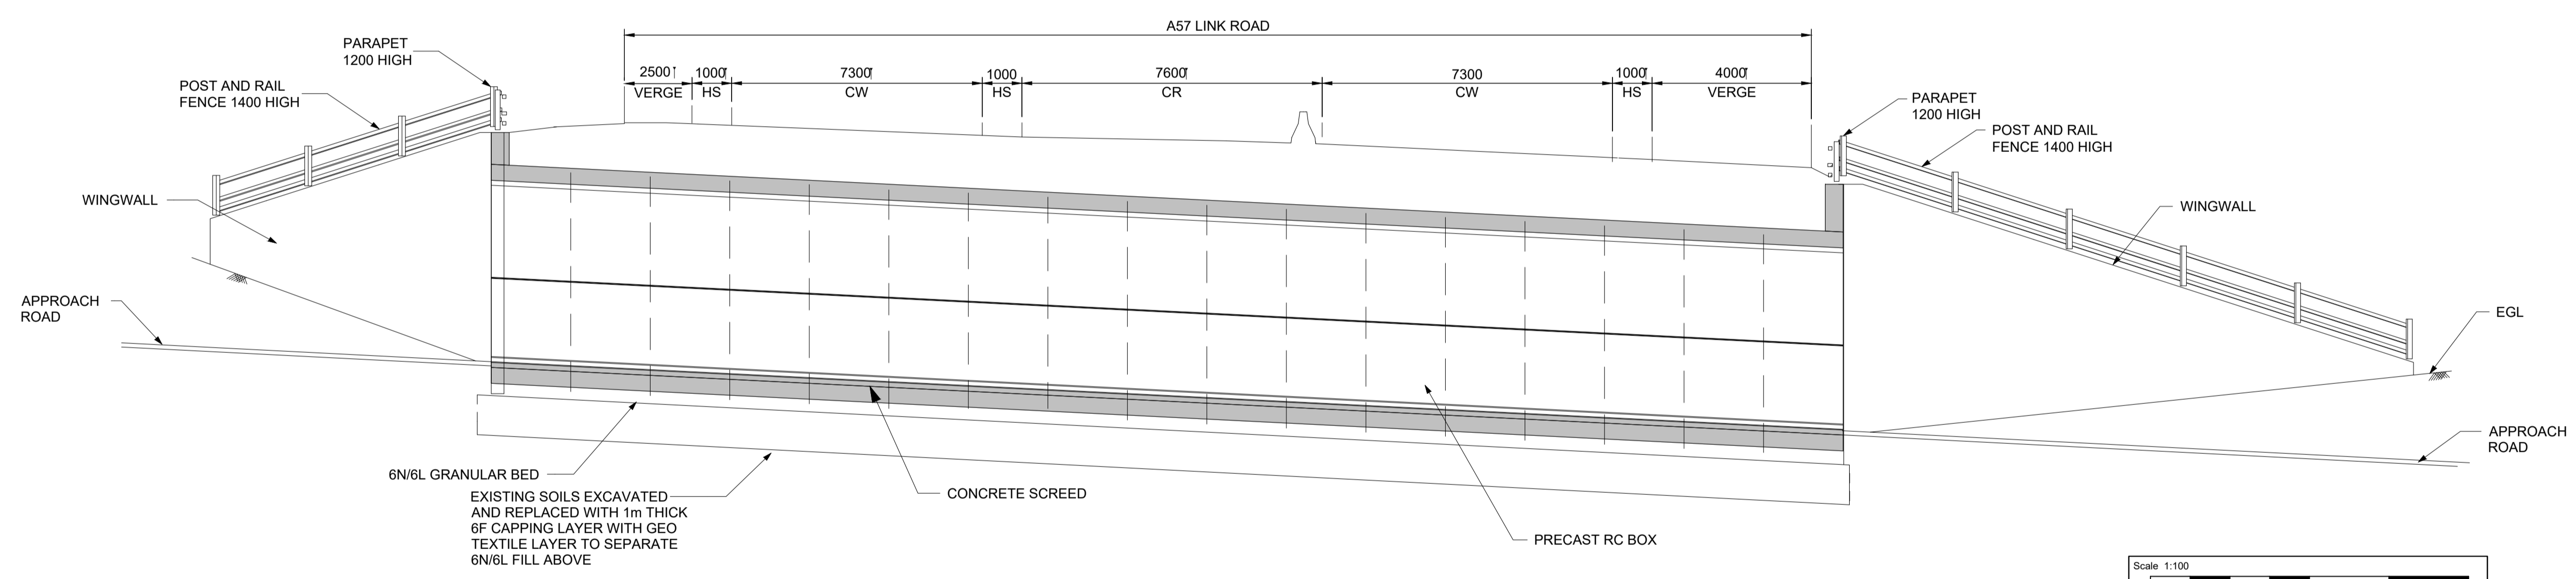 A57 LINK ROAD
PARAPET
1200 HIGH
POST AND RAIL
FENCE 1400 HIGH
2500↑ 1000↑ 7300↑ 1000 7600↑ 7300 1000↑ 4000↑
VERGE HS CW HS CR CW HS VERGE
PARAPET
1200 HIGH
POST AND RAIL
FENCE 1400 HIGH
WINGWALL
WINGWALL
APPROACH
ROAD
EGL
APPROACH
ROAD
6N/6L GRANULAR BED
EXISTING SOILS EXCAVATED
AND REPLACED WITH 1m THICK
6F CAPPING LAYER WITH GEO
TEXTILE LAYER TO SEPARATE
6N/6L FILL ABOVE
CONCRETE SCREED
PRECAST RC BOX
Scale 1:100